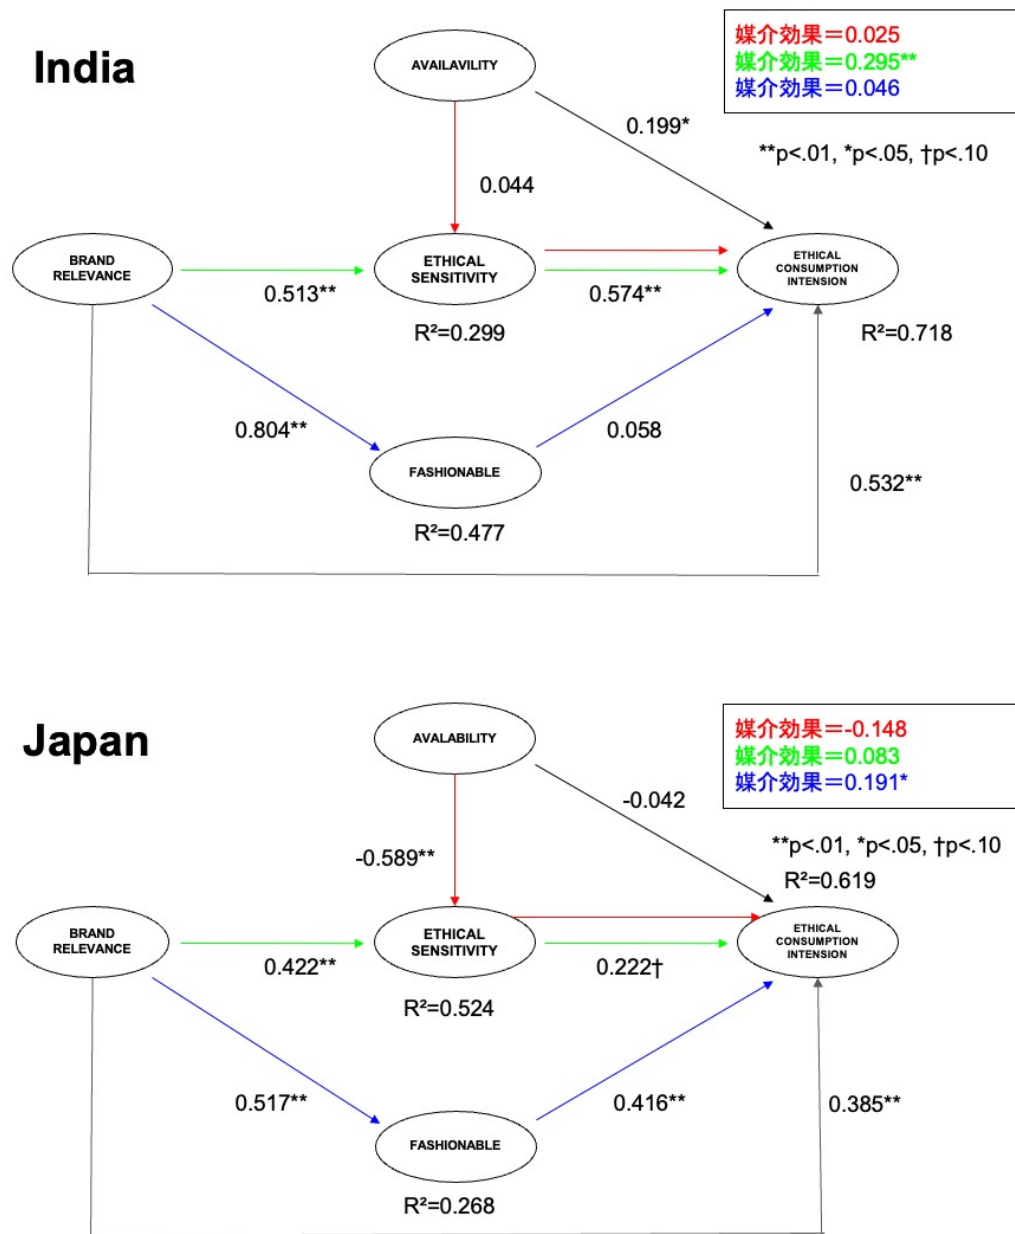 India
AVAILAVILITY
媒介効果＝0.025
媒介効果＝0.295**
媒介効果＝0.046
0.199*
**p<.01, *p<.05, †p<.10
0.044
BRAND
RELEVANCE
ETHICAL
SENSITIVITY
ETHICAL
CONSUMPTION
INTENSION
0.513**
0.574**
R²=0.299
R²=0.718
0.804**
0.058
FASHIONABLE
0.532**
R²=0.477
Japan
AVALABILITY
媒介効果＝-0.148
媒介効果＝0.083
媒介効果＝0.191*
-0.042
-0.589**
**p<.01, *p<.05, †p<.10
R²=0.619
BRAND
RELEVANCE
ETHICAL
SENSITIVITY
ETHICAL
CONSUMPTION
INTENSION
0.422**
0.222†
R²=0.524
0.517**
0.416**
0.385**
FASHIONABLE
R²=0.268